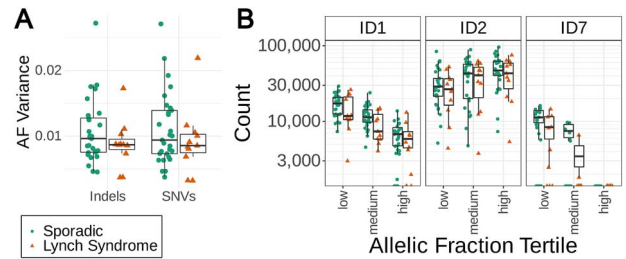 A
AF Variance
0.02
0.01
Indels
SNVs
Sporadic
Lynch Syndrome
B
ID1
ID2
ID7
Count
100,000
30,000
10,000
3,000
low
medium
high
low
medium
high
low
medium
high
Allelic Fraction Tertile